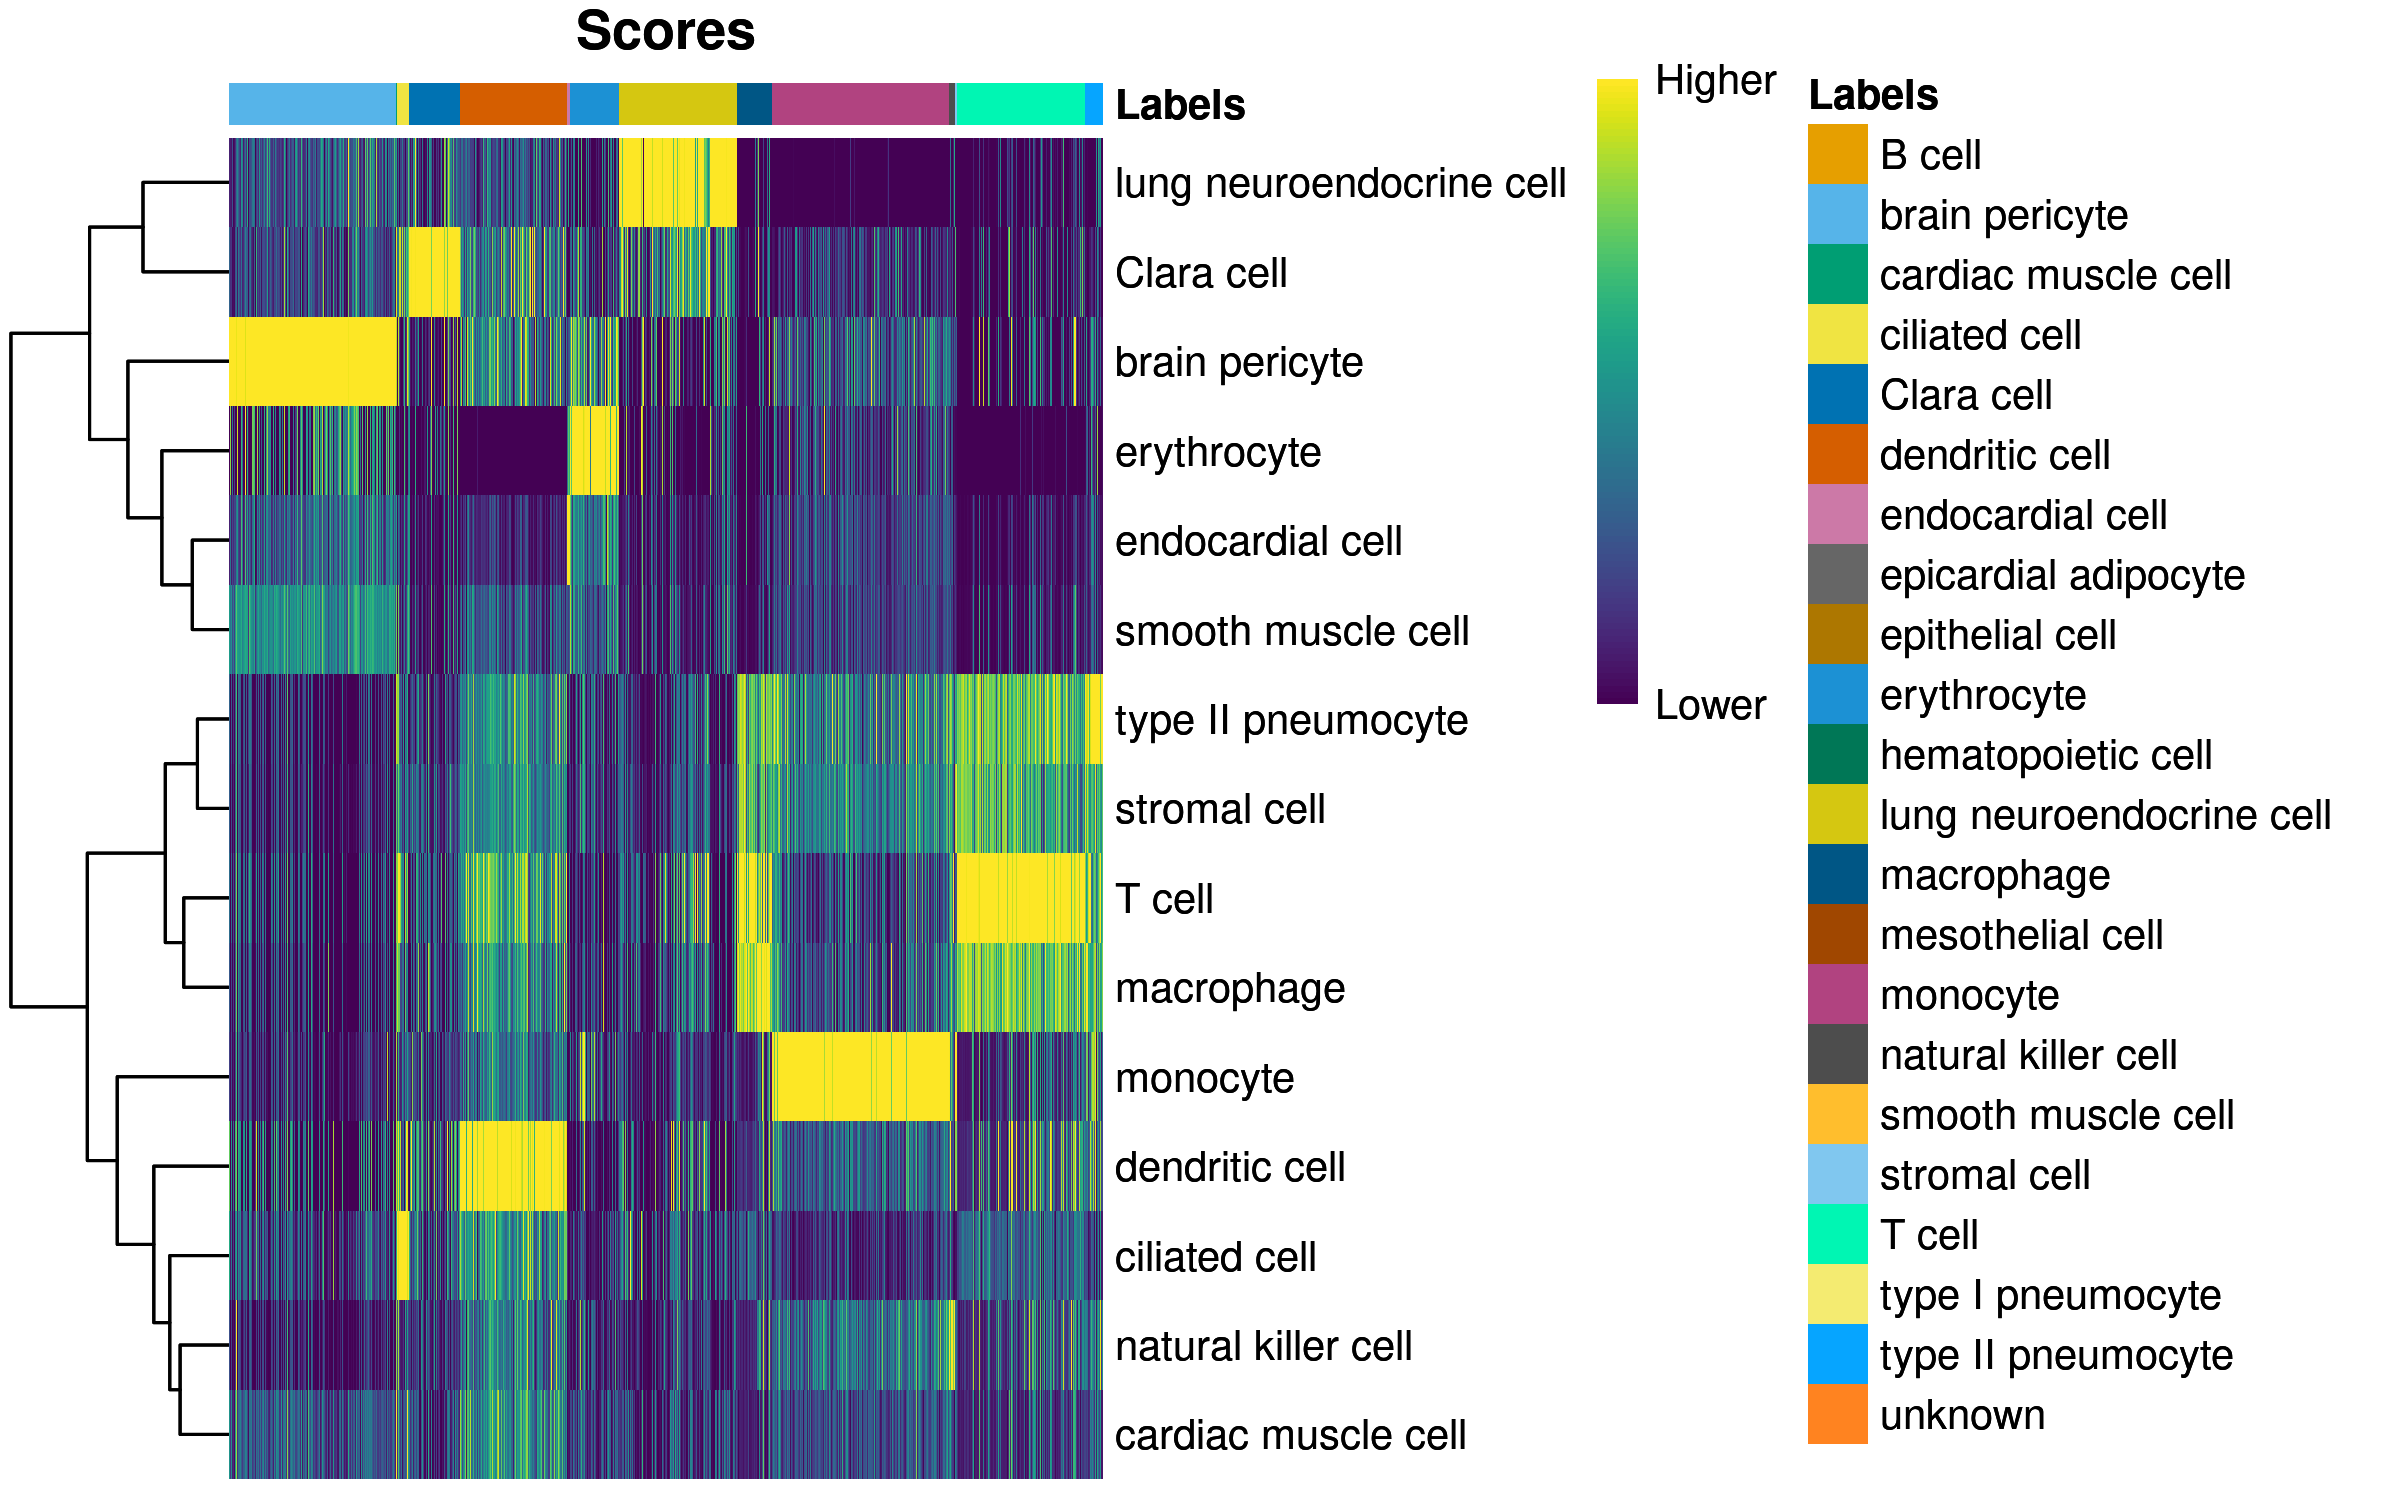 Scores
Labels
lung neuroendocrine cell
Clara cell
brain pericyte
erythrocyte
endocardial cell
smooth muscle cell
type II pneumocyte
stromal cell
T cell
macrophage
monocyte
dendritic cell
ciliated cell
natural killer cell
cardiac muscle cell
Higher
Lower
Labels
B cell
brain pericyte
cardiac muscle cell
ciliated cell
Clara cell
dendritic cell
endocardial cell
epicardial adipocyte
epithelial cell
erythrocyte
hematopoietic cell
lung neuroendocrine cell
macrophage
mesothelial cell
monocyte
natural killer cell
smooth muscle cell
stromal cell
T cell
type I pneumocyte
type II pneumocyte
unknown